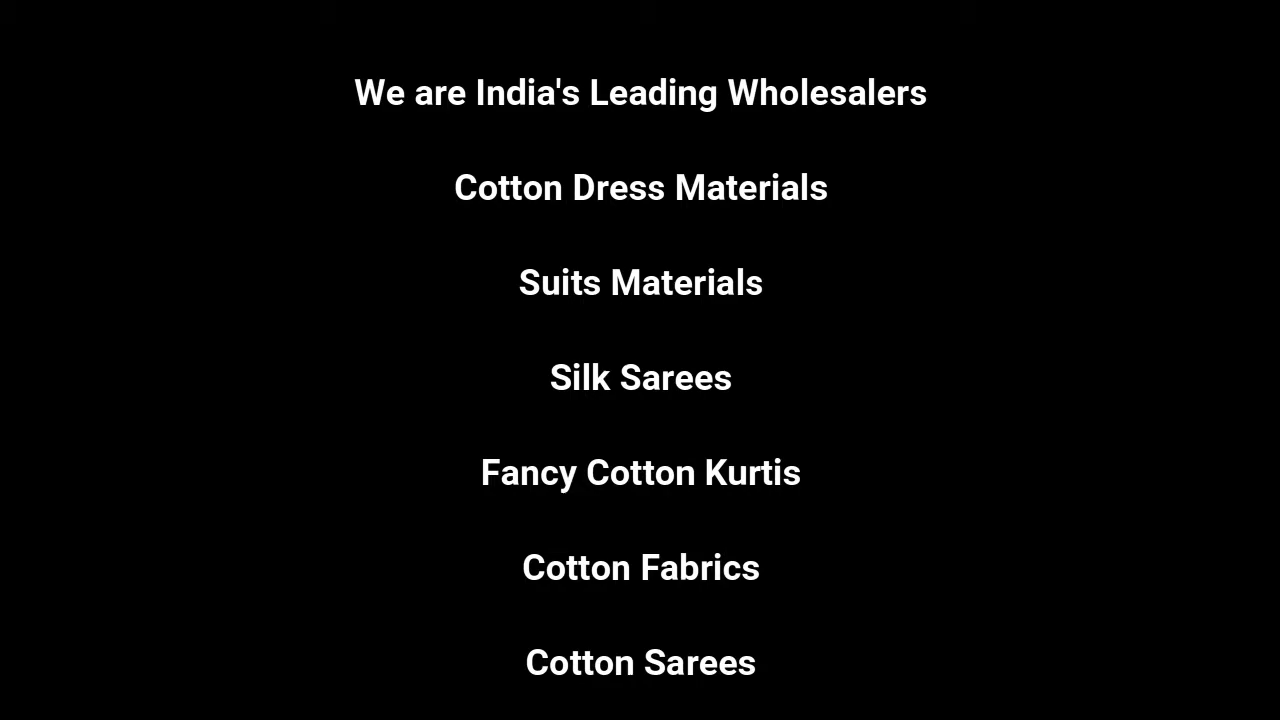 We are India's Leading Wholesalers
Cotton Dress Materials
Suits Materials
Silk Sarees
Fancy Cotton Kurtis
Cotton Fabrics
Cotton Sarees